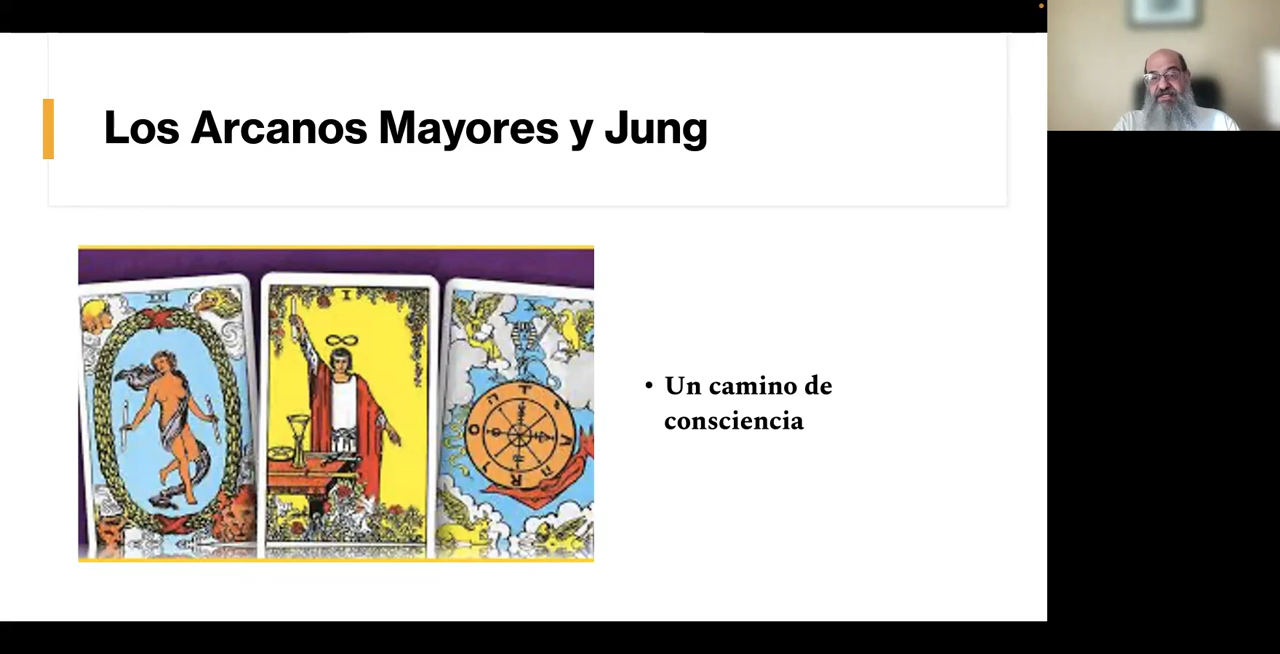 Los Arcanos Mayores y Jung
I
X
• Un camino de
consciencia